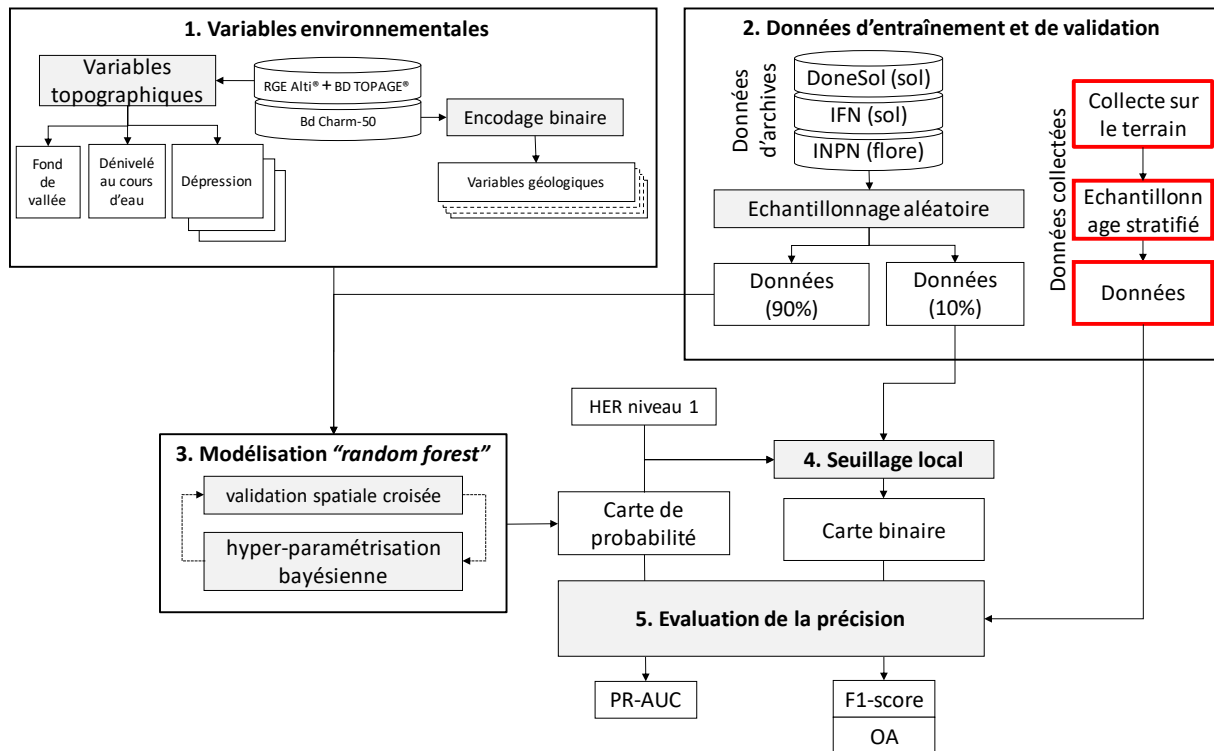 1. Variables environnementales
Variables
topographiques
RGE Alti® + BD TOPAGE®
Bd Charm-50
Encodage binaire
Fond
de
vallée
Dénivelé
au cours
d'eau
Dépression
Variables géologiques
2. Données d'entraînement et de validation
Données
d'archives
DoneSol (sol)
IFN (sol)
INPN (flore)
Echantillonnage aléatoire
Données
(90%)
Données
(10%)
Données collectées
Collecte sur
le terrain
Echantillonn
age stratifié
Données
HER niveau 1
3. Modélisation “random forest”
validation spatiale croisée
hyper-paramétrisation
bayésienne
Carte de
probabilité
4. Seuillage local
Carte binaire
5. Evaluation de la précision
PR-AUC
F1-score
OA